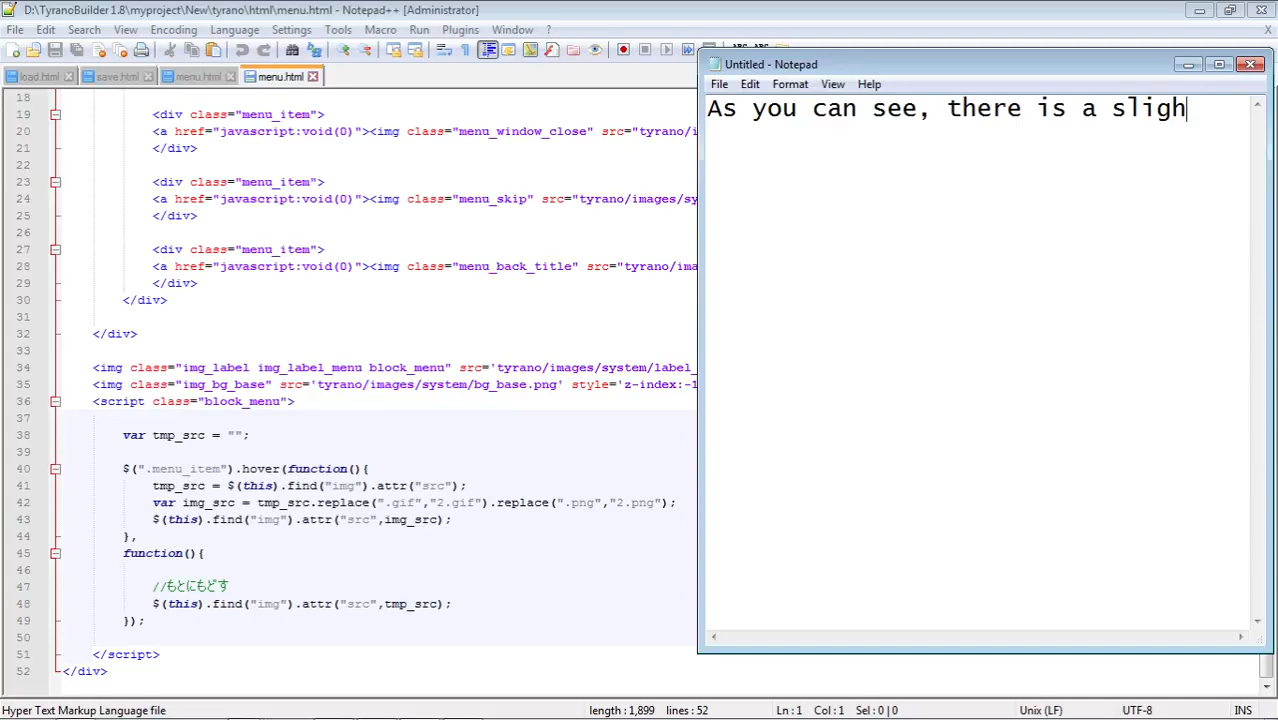 D:\TyranoBuilder 1.8\myproject\New\tyrano\html\menu.html - Notepad++ [Administrator]
File Edit Search View Encoding Language Settings Tools Macro Run Plugins Window ?
load.html save.html menu.html menu.html
Untitled - Notepad
File Edit Format View Help
As you can see, there is a sligh
18
19 <div class="menu_item">
20 <a href="javascript:void(0)"><img class="menu_window_close" src="tyrano/i
21 </div>
22
23 <div class="menu_item">
24 <a href="javascript:void(0)"><img class="menu_skip" src="tyrano/images/sy
25 </div>
26
27 <div class="menu_item">
28 <a href="javascript:void(0)"><img class="menu_back_title" src="tyrano/ima
29 </div>
30 </div>
31
32 </div>
33
34 <img class="img_label img_label_menu block_menu" src='tyrano/images/system/label_
35 <img class="img_bg_base" src='tyrano/images/system/bg_base.png' style='z-index:-1
36 <script class="block_menu">
37
38 var tmp_src = "";
39
40 $(".menu_item").hover(function(){
41 tmp_src = $(this).find("img").attr("src");
42 var img_src = tmp_src.replace(".gif","2.gif").replace(".png","2.png");
43 $(this).find("img").attr("src",img_src);
44 },
45 function(){
46
47 //もとにもどす
48 $(this).find("img").attr("src",tmp_src);
49 });
50
51 </script>
52 </div>
Hyper Text Markup Language file length : 1,899 lines : 52 Ln : 1 Col : 1 Sel : 0 | 0 Unix (LF) UTF-8 INS